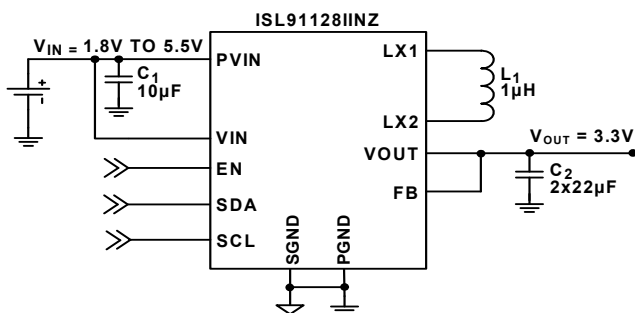 ISL91128IINZ
VIN = 1.8V TO 5.5V
PVIN
LX1
C1
10µF
L1
1µH
LX2
VIN
VOUT
VOUT = 3.3V
EN
C2
2x22µF
FB
SDA
SCL
SGND
PGND
+
-